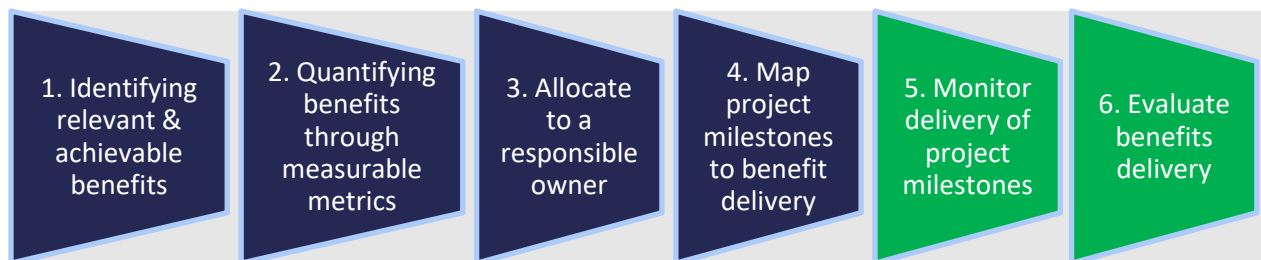 1. Identifying
relevant &
achievable
benefits
2. Quantifying
benefits
through
measurable
metrics
3. Allocate
to a
responsible
owner
4. Map
project
milestones
to benefit
delivery
5. Monitor
delivery of
project
milestones
6. Evaluate
benefits
delivery